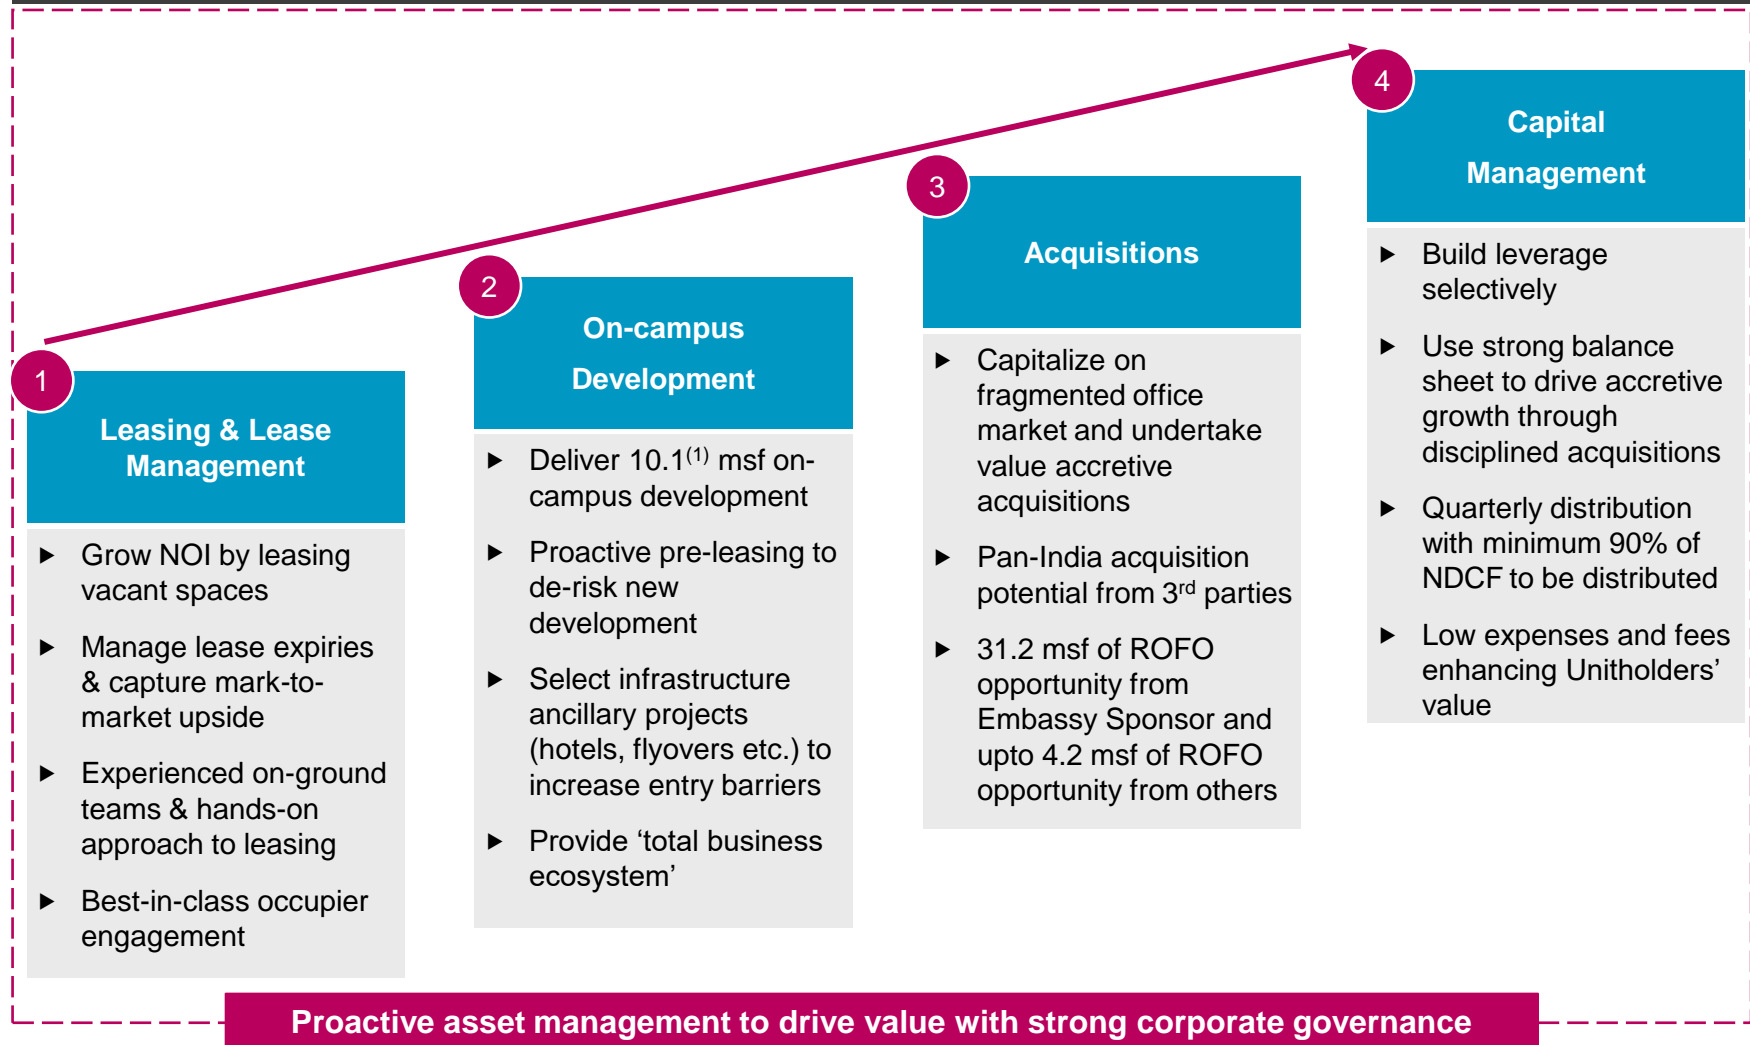 1
Leasing & Lease
Management
► Grow NOI by leasing
vacant spaces
► Manage lease expiries
& capture mark-to-
market upside
► Experienced on-ground
teams & hands-on
approach to leasing
► Best-in-class occupier
engagement
2
On-campus
Development
► Deliver 10.1(1) msf on-
campus development
► Proactive pre-leasing to
de-risk new
development
► Select infrastructure
ancillary projects
(hotels, flyovers etc.) to
increase entry barriers
► Provide ‘total business
ecosystem’
3
Acquisitions
► Capitalize on
fragmented office
market and undertake
value accretive
acquisitions
► Pan-India acquisition
potential from 3rd parties
► 31.2 msf of ROFO
opportunity from
Embassy Sponsor and
upto 4.2 msf of ROFO
opportunity from others
4
Capital
Management
► Build leverage
selectively
► Use strong balance
sheet to drive accretive
growth through
disciplined acquisitions
► Quarterly distribution
with minimum 90% of
NDCF to be distributed
► Low expenses and fees
enhancing Unitholders’
value
Proactive asset management to drive value with strong corporate governance